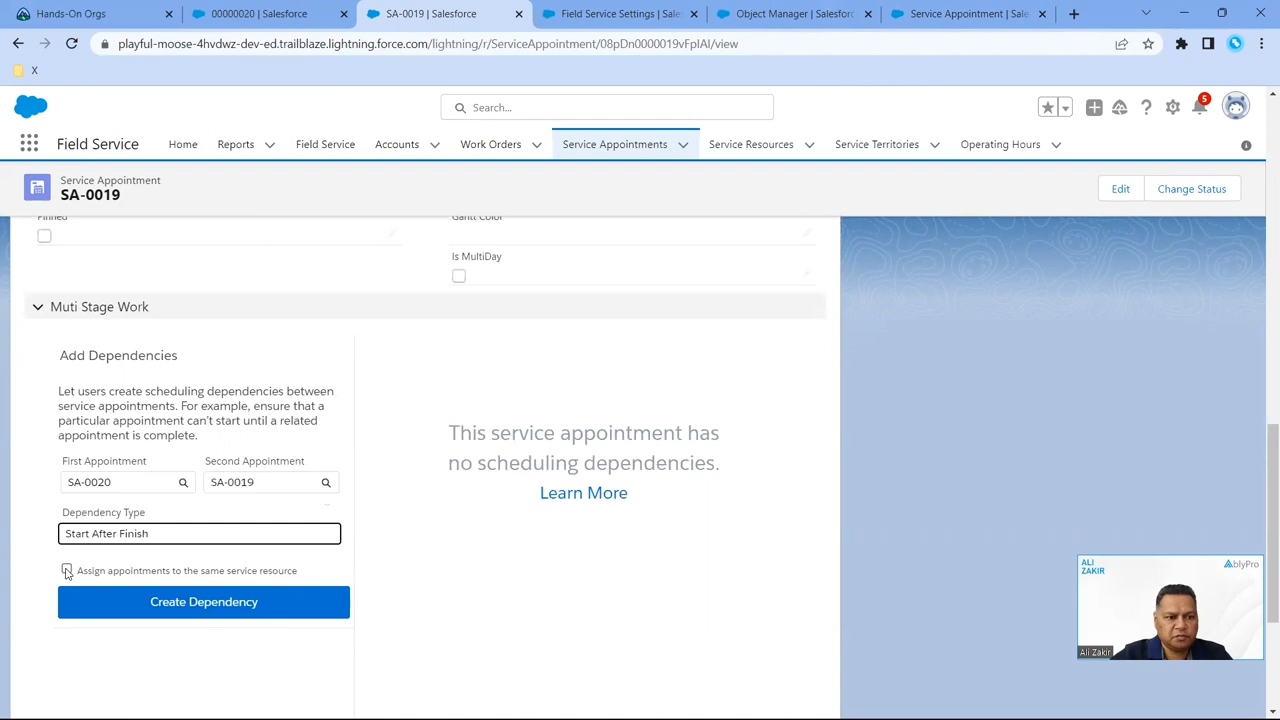 Hands-On Orgs
00000020 | Salesforce
SA-0019 | Salesforce
Field Service Settings | Salesf
Object Manager | Salesforc
Service Appointment | Sale
playful-moose-4hvdwz-dev-ed.trailblaze.lightning.force.com/lightning/r/ServiceAppointment/08pDn0000019vFpIAI/view
X
Search...
5
Field Service
Home
Reports
Field Service
Accounts
Work Orders
Service Appointments
Service Resources
Service Territories
Operating Hours
Service Appointment
SA-0019
Edit
Change Status
Pinned
Gantt Color
Is MultiDay
Muti Stage Work
Add Dependencies
Let users create scheduling dependencies between
service appointments. For example, ensure that a
particular appointment can't start until a related
appointment is complete.
First Appointment
Second Appointment
SA-0020
SA-0019
Dependency Type
Start After Finish
Assign appointments to the same service resource
Create Dependency
This service appointment has
no scheduling dependencies.
Learn More
ALI
ZAKIR
AblyPro
Ali Zakir